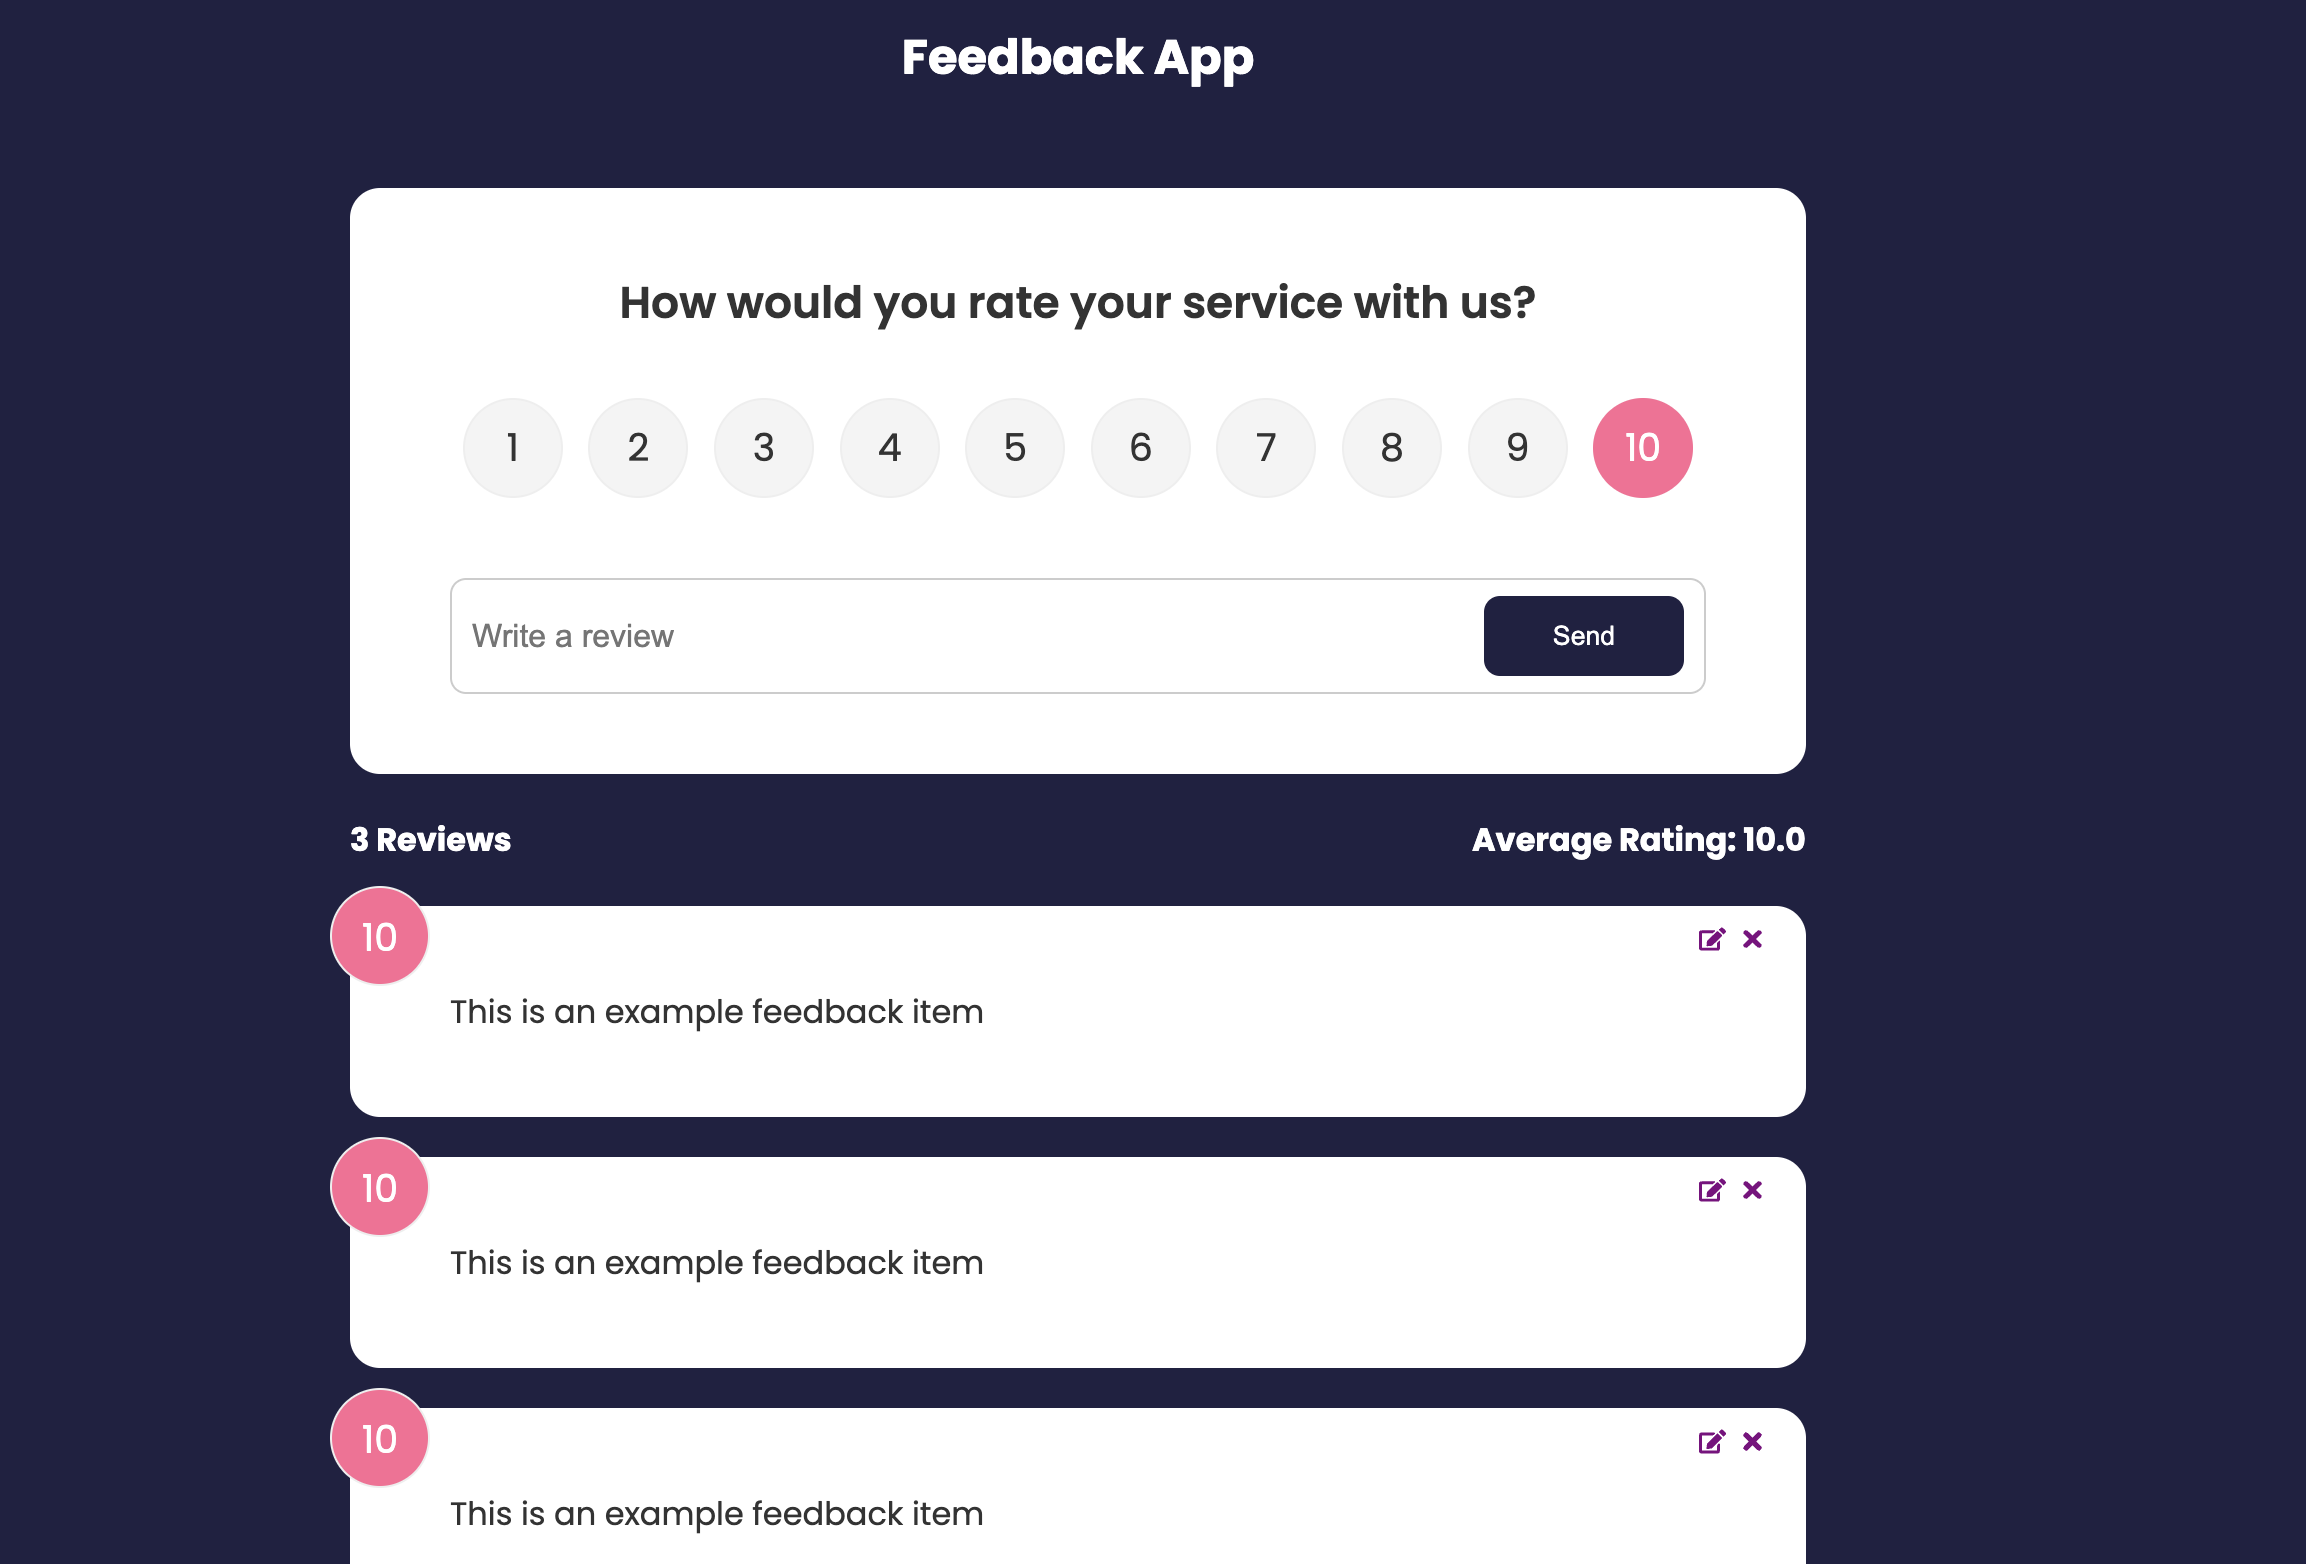 Feedback App
How would you rate your service with us?
1 2 3 4 5 6 7 8 9 10
Write a review
Send
3 Reviews
Average Rating: 10.0
10
This is an example feedback item
10
This is an example feedback item
10
This is an example feedback item